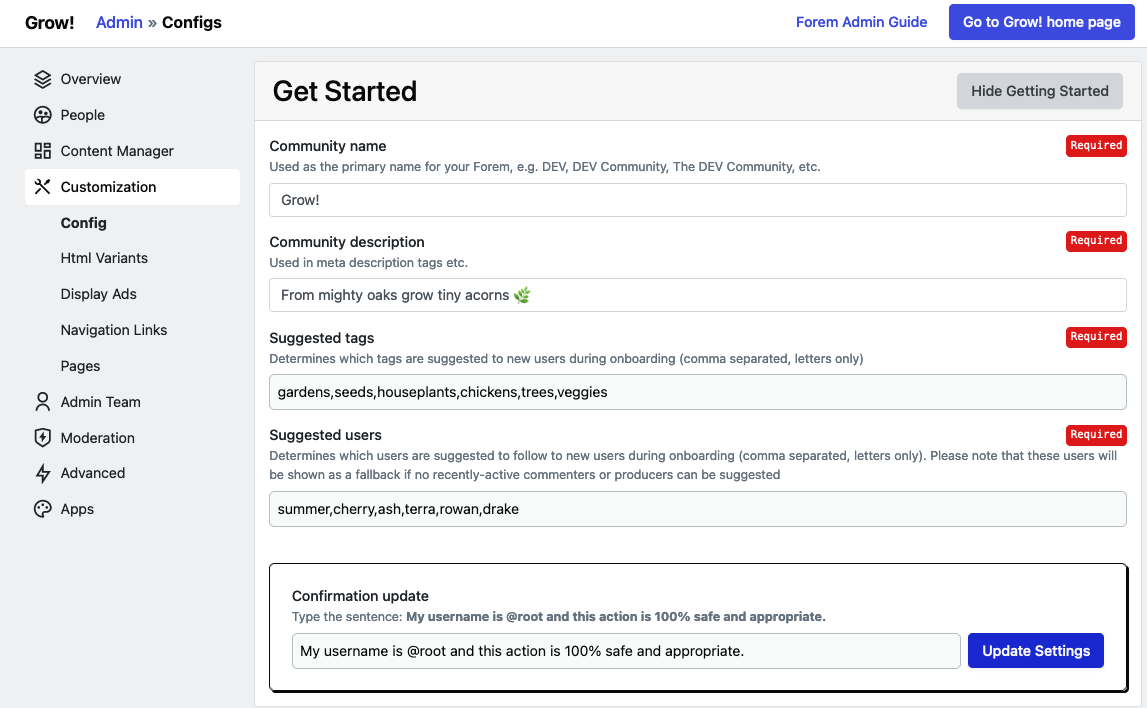 Grow! Admin » Configs Forem Admin Guide Go to Grow! home page
Overview
People
Content Manager
Customization
Config
Html Variants
Display Ads
Navigation Links
Pages
Admin Team
Moderation
Advanced
Apps
Get Started Hide Getting Started
Community name Required
Used as the primary name for your Forem, e.g. DEV, DEV Community, The DEV Community, etc.
Grow!
Community description Required
Used in meta description tags etc.
From mighty oaks grow tiny acorns 🌿
Suggested tags Required
Determines which tags are suggested to new users during onboarding (comma separated, letters only)
gardens,seeds,houseplants,chickens,trees,veggies
Suggested users Required
Determines which users are suggested to follow to new users during onboarding (comma separated, letters only). Please note that these users will
be shown as a fallback if no recently-active commenters or producers can be suggested
summer,cherry,ash,terra,rowan,drake
Confirmation update
Type the sentence: My username is @root and this action is 100% safe and appropriate.
My username is @root and this action is 100% safe and appropriate. Update Settings